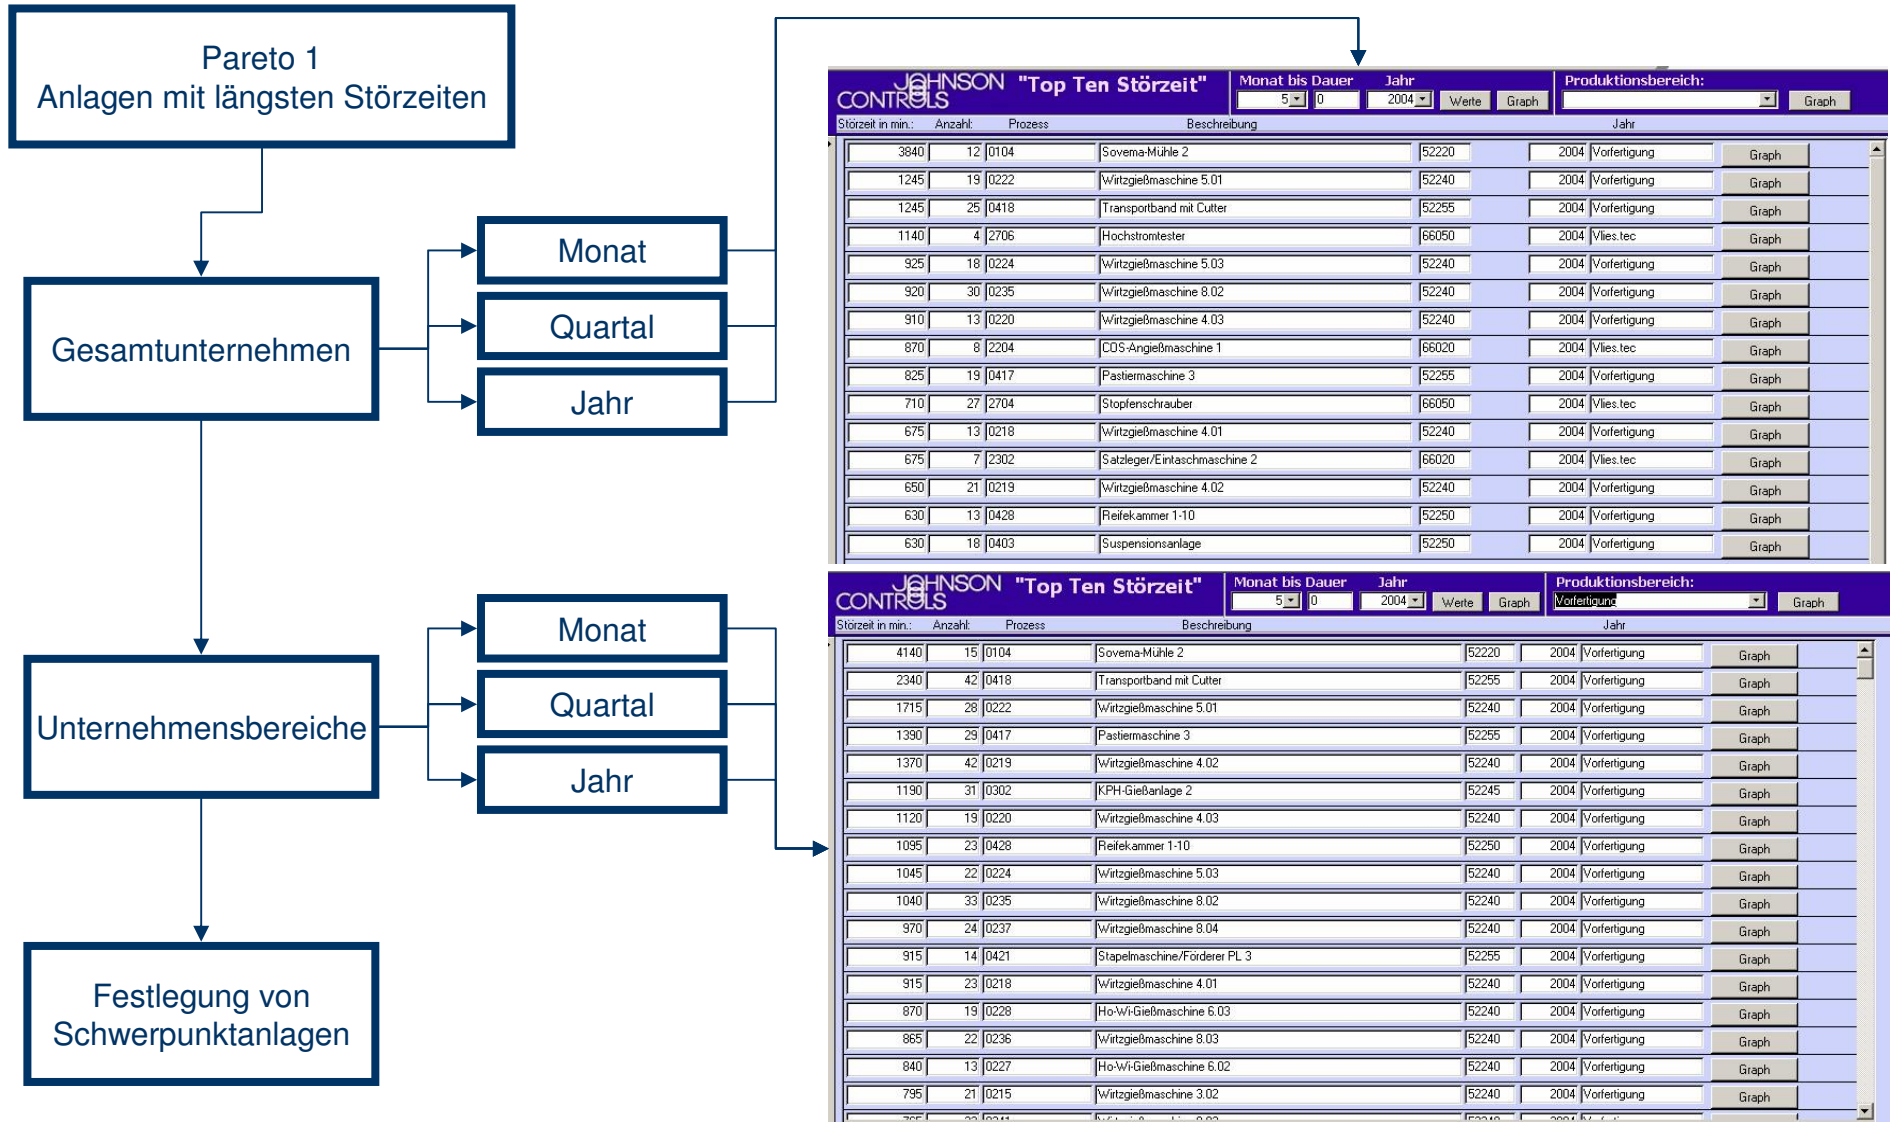 Pareto 1
Anlagen mit längsten Störzeiten
Gesamtunternehmen
Monat
Quartal
Jahr
Unternehmensbereiche
Monat
Quartal
Jahr
Festlegung von
Schwerpunktanlagen
JOHNSON CONTROLS "Top Ten Störzeit" Monat bis Dauer Jahr Produktionsbereich:
5 0 2004 Werte Graph Graph
Störzeit in min.: Anzahl: Prozess Beschreibung Jahr
3840 12 0104 Sovema-Mühle 2 52220 2004 Vorfertigung Graph
1245 19 0222 Wirtzgießmaschine 5.01 52240 2004 Vorfertigung Graph
1245 25 0418 Transportband mit Cutter 52255 2004 Vorfertigung Graph
1140 4 2706 Hochstromtester 66050 2004 Vlies.tec Graph
925 18 0224 Wirtzgießmaschine 5.03 52240 2004 Vorfertigung Graph
920 30 0235 Wirtzgießmaschine 8.02 52240 2004 Vorfertigung Graph
910 13 0220 Wirtzgießmaschine 4.03 52240 2004 Vorfertigung Graph
870 8 2204 COS-Angießmaschine 1 66020 2004 Vlies.tec Graph
825 19 0417 Pastiermaschine 3 52255 2004 Vorfertigung Graph
710 27 2704 Stopfenschrauber 66050 2004 Vlies.tec Graph
675 13 0218 Wirtzgießmaschine 4.01 52240 2004 Vorfertigung Graph
675 7 2302 Satzleger/Eintaschmaschine 2 66020 2004 Vlies.tec Graph
650 21 0219 Wirtzgießmaschine 4.02 52240 2004 Vorfertigung Graph
630 13 0428 Reifekammer 1-10 52250 2004 Vorfertigung Graph
630 18 0403 Suspensionsanlage 52250 2004 Vorfertigung Graph
JOHNSON CONTROLS "Top Ten Störzeit" Monat bis Dauer Jahr Produktionsbereich:
5 0 2004 Werte Graph Vorfertigung Graph
Störzeit in min.: Anzahl: Prozess Beschreibung Jahr
4140 15 0104 Sovema-Mühle 2 52220 2004 Vorfertigung Graph
2340 42 0418 Transportband mit Cutter 52255 2004 Vorfertigung Graph
1715 28 0222 Wirtzgießmaschine 5.01 52240 2004 Vorfertigung Graph
1390 29 0417 Pastiermaschine 3 52255 2004 Vorfertigung Graph
1370 42 0219 Wirtzgießmaschine 4.02 52240 2004 Vorfertigung Graph
1190 31 0302 KPH-Gießanlage 2 52245 2004 Vorfertigung Graph
1120 19 0220 Wirtzgießmaschine 4.03 52240 2004 Vorfertigung Graph
1095 23 0428 Reifekammer 1-10 52250 2004 Vorfertigung Graph
1045 22 0224 Wirtzgießmaschine 5.03 52240 2004 Vorfertigung Graph
1040 33 0235 Wirtzgießmaschine 8.02 52240 2004 Vorfertigung Graph
970 24 0237 Wirtzgießmaschine 8.04 52240 2004 Vorfertigung Graph
915 14 0421 Stapelmaschine/Förderer PL 3 52255 2004 Vorfertigung Graph
915 23 0218 Wirtzgießmaschine 4.01 52240 2004 Vorfertigung Graph
870 19 0228 Ho-Wi-Gießmaschine 6.03 52240 2004 Vorfertigung Graph
865 22 0236 Wirtzgießmaschine 8.03 52240 2004 Vorfertigung Graph
840 13 0227 Ho-Wi-Gießmaschine 6.02 52240 2004 Vorfertigung Graph
795 21 0215 Wirtzgießmaschine 3.02 52240 2004 Vorfertigung Graph